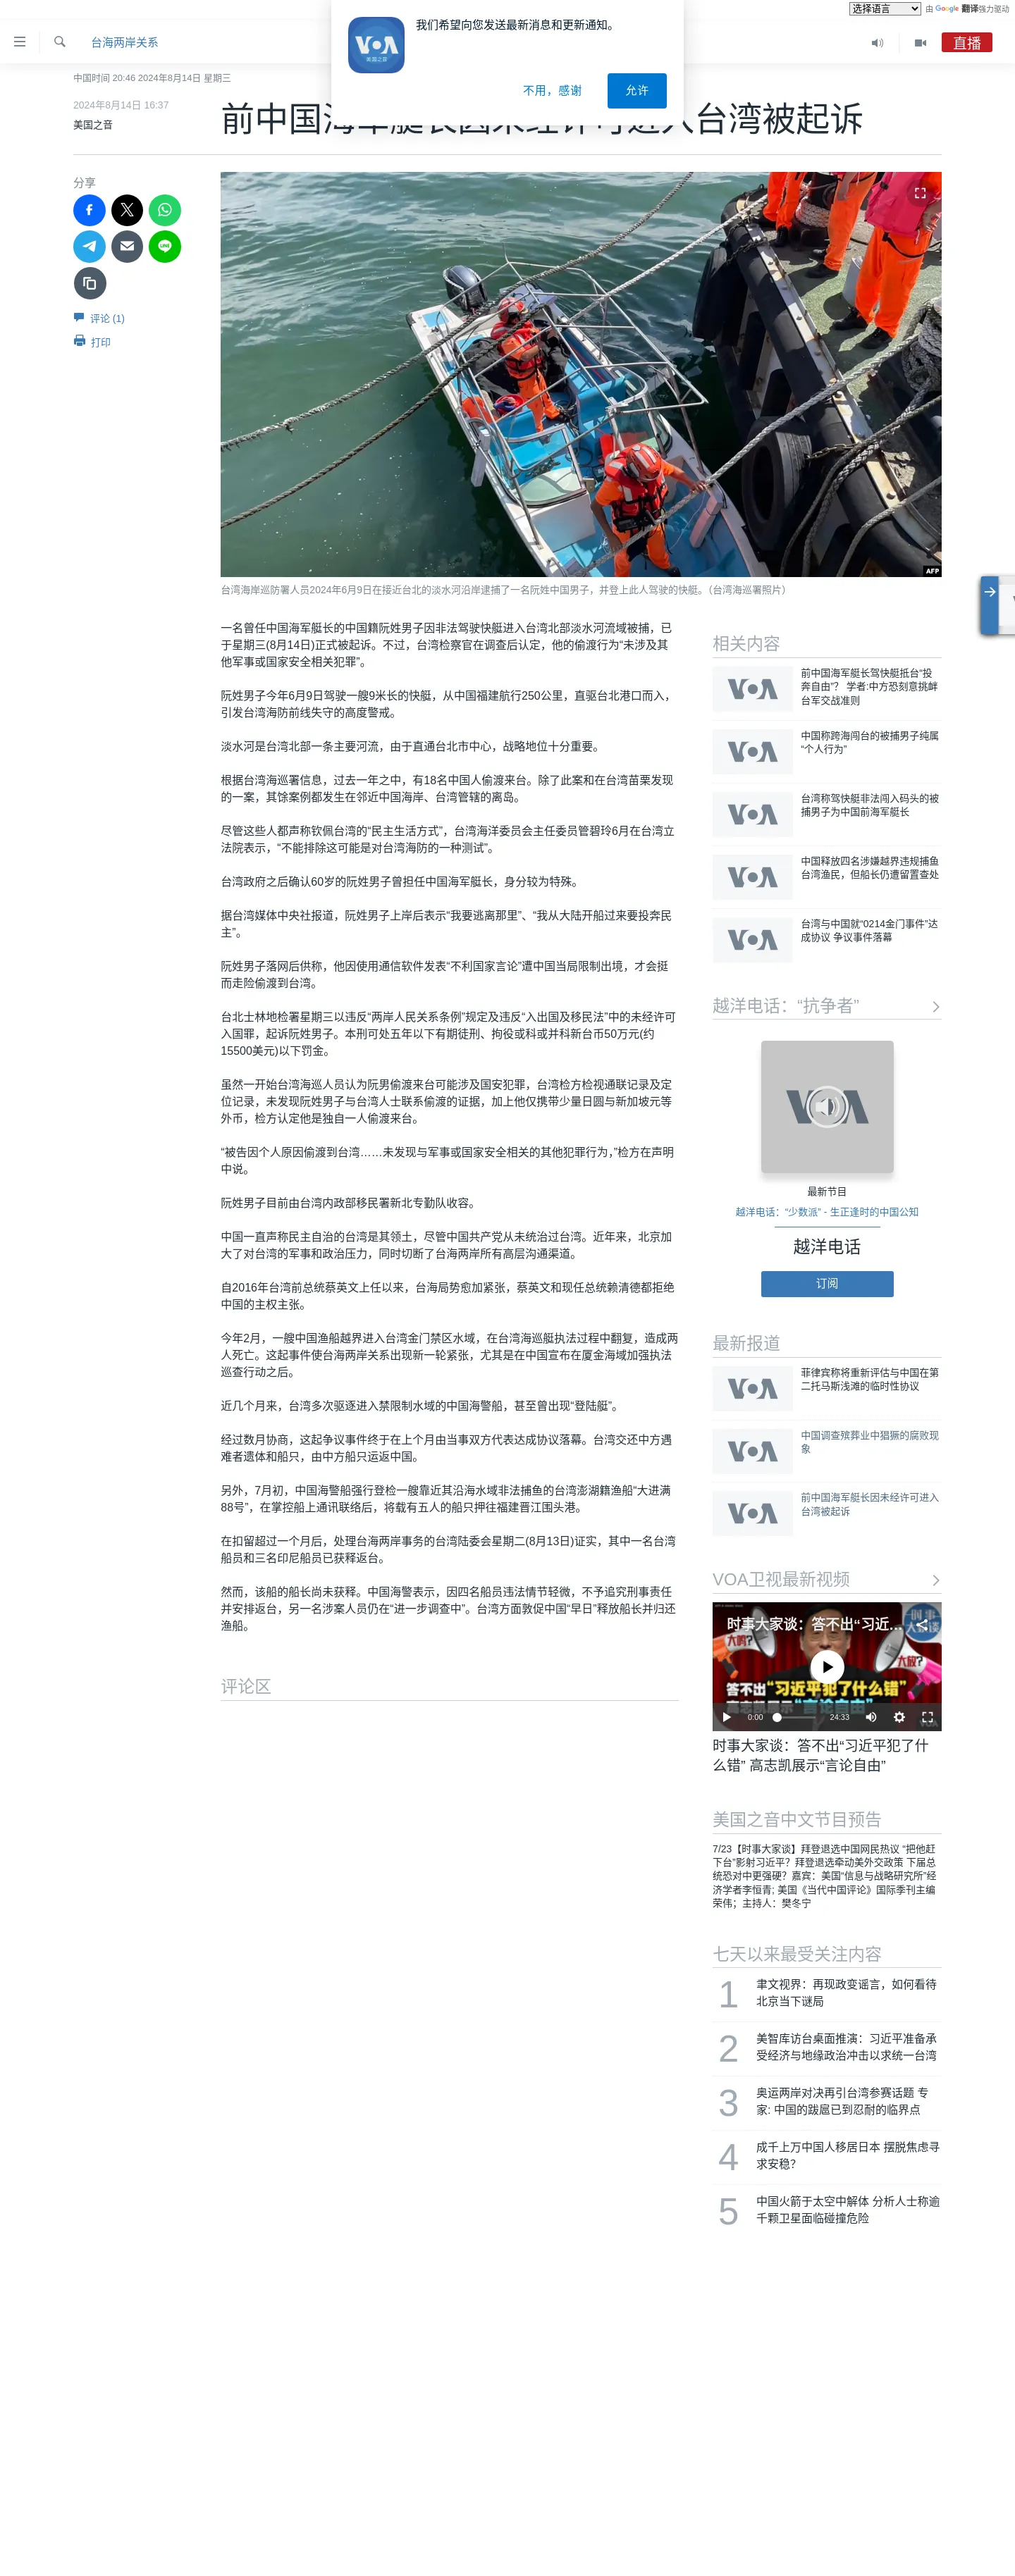 选择语言
由 Google 翻译强力驱动
我们希望向您发送最新消息和更新通知。
VOA
美国之音
不用，感谢
允许
台海两岸关系
直播
中国时间 20:46 2024年8月14日 星期三
2024年8月14日 16:37
美国之音
前中国海军艇长因未经许可进入台湾被起诉
分享
评论 (1)
打印
AFP
台湾海岸巡防署人员2024年6月9日在接近台北的淡水河沿岸逮捕了一名阮姓中国男子，并登上此人驾驶的快艇。（台湾海巡署照片）
一名曾任中国海军艇长的中国籍阮姓男子因非法驾驶快艇进入台湾北部淡水河流域被捕，已
于星期三(8月14日)正式被起诉。不过，台湾检察官在调查后认定，他的偷渡行为“未涉及其
他军事或国家安全相关犯罪”。
阮姓男子今年6月9日驾驶一艘9米长的快艇，从中国福建航行250公里，直驱台北港口而入，
引发台湾海防前线失守的高度警戒。
淡水河是台湾北部一条主要河流，由于直通台北市中心，战略地位十分重要。
根据台湾海巡署信息，过去一年之中，有18名中国人偷渡来台。除了此案和在台湾苗栗发现
的一案，其馀案例都发生在邻近中国海岸、台湾管辖的离岛。
尽管这些人都声称钦佩台湾的“民主生活方式”，台湾海洋委员会主任委员管碧玲6月在台湾立
法院表示，“不能排除这可能是对台湾海防的一种测试”。
台湾政府之后确认60岁的阮姓男子曾担任中国海军艇长，身分较为特殊。
据台湾媒体中央社报道，阮姓男子上岸后表示“我要逃离那里”、“我从大陆开船过来要投奔民
主”。
阮姓男子落网后供称，他因使用通信软件发表“不利国家言论”遭中国当局限制出境，才会挺
而走险偷渡到台湾。
台北士林地检署星期三以违反“两岸人民关系条例”规定及违反“入出国及移民法”中的未经许可
入国罪，起诉阮姓男子。本刑可处五年以下有期徒刑、拘役或科或并科新台币50万元(约
15500美元)以下罚金。
虽然一开始台湾海巡人员认为阮男偷渡来台可能涉及国安犯罪，台湾检方检视通联记录及定
位记录，未发现阮姓男子与台湾人士联系偷渡的证据，加上他仅携带少量日圆与新加坡元等
外币，检方认定他是独自一人偷渡来台。
“被告因个人原因偷渡到台湾……未发现与军事或国家安全相关的其他犯罪行为，”检方在声明
中说。
阮姓男子目前由台湾内政部移民署新北专勤队收容。
中国一直声称民主自治的台湾是其领土，尽管中国共产党从未统治过台湾。近年来，北京加
大了对台湾的军事和政治压力，同时切断了台海两岸所有高层沟通渠道。
自2016年台湾前总统蔡英文上任以来，台海局势愈加紧张，蔡英文和现任总统赖清德都拒绝
中国的主权主张。
今年2月，一艘中国渔船越界进入台湾金门禁区水域，在台湾海巡艇执法过程中翻复，造成两
人死亡。这起事件使台海两岸关系出现新一轮紧张，尤其是在中国宣布在厦金海域加强执法
巡查行动之后。
近几个月来，台湾多次驱逐进入禁限制水域的中国海警船，甚至曾出现“登陆艇”。
经过数月协商，这起争议事件终于在上个月由当事双方代表达成协议落幕。台湾交还中方遇
难者遗体和船只，由中方船只运返中国。
另外，7月初，中国海警船强行登检一艘靠近其沿海水域非法捕鱼的台湾澎湖籍渔船“大进满
88号”，在掌控船上通讯联络后，将载有五人的船只押往福建晋江围头港。
在扣留超过一个月后，处理台海两岸事务的台湾陆委会星期二(8月13日)证实，其中一名台湾
船员和三名印尼船员已获释返台。
然而，该船的船长尚未获释。中国海警表示，因四名船员违法情节轻微，不予追究刑事责任
并安排返台，另一名涉案人员仍在“进一步调查中”。台湾方面敦促中国“早日”释放船长并归还
渔船。
评论区
相关内容
VOA
前中国海军艇长驾快艇抵台“投
奔自由”？ 学者:中方恐刻意挑衅
台军交战准则
VOA
中国称跨海闯台的被捕男子纯属
“个人行为”
VOA
台湾称驾快艇非法闯入码头的被
捕男子为中国前海军艇长
VOA
中国释放四名涉嫌越界违规捕鱼
台湾渔民，但船长仍遭留置查处
VOA
台湾与中国就“0214金门事件”达
成协议 争议事件落幕
越洋电话：“抗争者”
VOA
最新节目
越洋电话：“少数派” - 生正逢时的中国公知
越洋电话
订阅
最新报道
VOA
菲律宾称将重新评估与中国在第
二托马斯浅滩的临时性协议
VOA
中国调查殡葬业中猖獗的腐败现
象
VOA
前中国海军艇长因未经许可进入
台湾被起诉
VOA卫视最新视频
时事大家谈：答不出“习近...
时事
大家谈
大鸣?
大放?
答不出“习近平犯了什么错”
高志凯展示“言论自由”
0:00
24:33
VOA
时事大家谈：答不出“习近平犯了什
么错” 高志凯展示“言论自由”
美国之音中文节目预告
7/23【时事大家谈】拜登退选中国网民热议 “把他赶
下台”影射习近平？拜登退选牵动美外交政策 下届总
统恐对中更强硬？嘉宾：美国“信息与战略研究所”经
济学者李恒青; 美国《当代中国评论》国际季刊主编
荣伟；主持人：樊冬宁
七天以来最受关注内容
1
聿文视界：再现政变谣言，如何看待
北京当下谜局
2
美智库访台桌面推演：习近平准备承
受经济与地缘政治冲击以求统一台湾
3
奥运两岸对决再引台湾参赛话题 专
家: 中国的跋扈已到忍耐的临界点
4
成千上万中国人移居日本 摆脱焦虑寻
求安稳？
5
中国火箭于太空中解体 分析人士称逾
千颗卫星面临碰撞危险